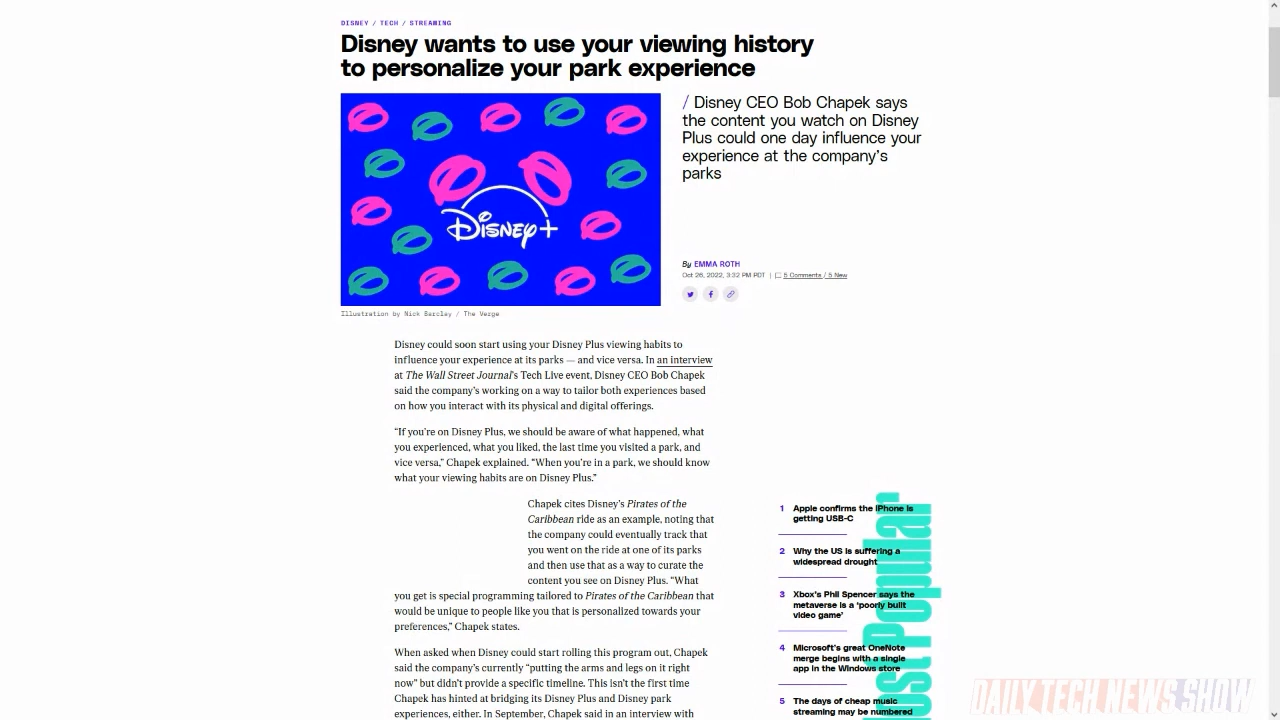 DISNEY / TECH / STREAMING
Disney wants to use your viewing history
to personalize your park experience
Disney+
/ Disney CEO Bob Chapek says
the content you watch on Disney
Plus could one day influence your
experience at the company's
parks
By EMMA ROTH
Oct 26, 2022, 3:32 PM PDT | 5 Comments / 5 New
Illustration by Nick Barclay / The Verge
Disney could soon start using your Disney Plus viewing habits to
influence your experience at its parks — and vice versa. In an interview
at The Wall Street Journal's Tech Live event, Disney CEO Bob Chapek
said the company's working on a way to tailor both experiences based
on how you interact with its physical and digital offerings.
“If you're on Disney Plus, we should be aware of what happened, what
you experienced, what you liked, the last time you visited a park, and
vice versa,” Chapek explained. “When you're in a park, we should know
what your viewing habits are on Disney Plus.”
Chapek cites Disney's Pirates of the
Caribbean ride as an example, noting that
the company could eventually track that
you went on the ride at one of its parks
and then use that as a way to curate the
content you see on Disney Plus. “What
you get is special programming tailored to Pirates of the Caribbean that
would be unique to people like you that is personalized towards your
preferences,” Chapek states.
When asked when Disney could start rolling this program out, Chapek
said the company's currently “putting the arms and legs on it right
now” but didn't provide a specific timeline. This isn't the first time
Chapek has hinted at bridging its Disney Plus and Disney park
experiences, either. In September, Chapek said in an interview with
Most Popular
1 Apple confirms the iPhone is
getting USB-C
2 Why the US is suffering a
widespread drought
3 Xbox's Phil Spencer says the
metaverse is a ‘poorly built
video game’
4 Microsoft's great OneNote
merge begins with a single
app in the Windows store
5 The days of cheap music
streaming may be numbered
DAILY TECH NEWS SHOW